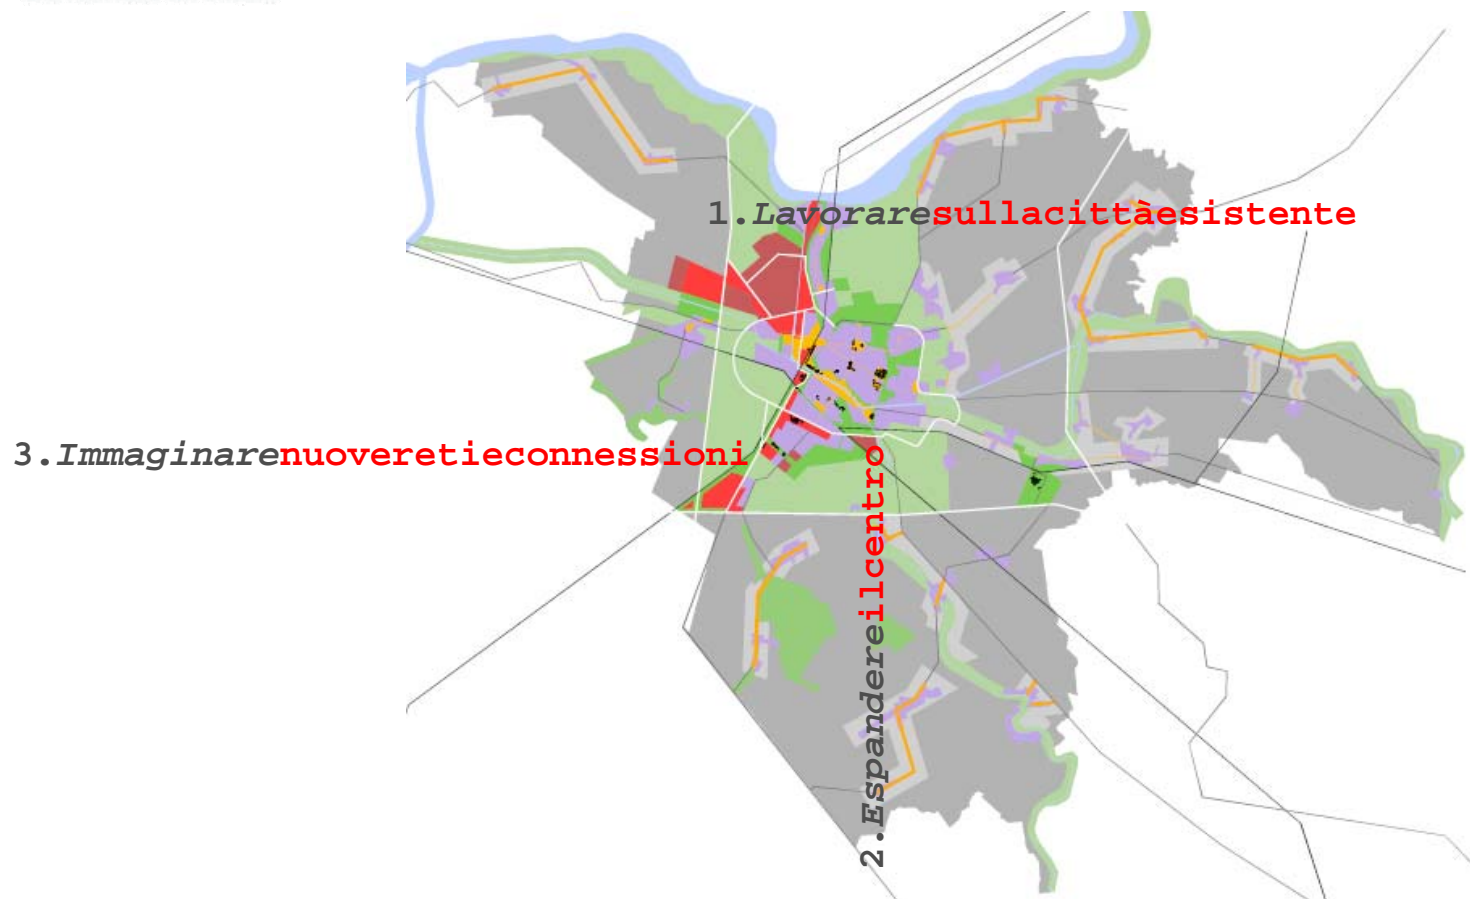 1.Lavoraresullacittàesistente
3.Immaginarenuoveretieconnessioni
2.Espandereilcentro